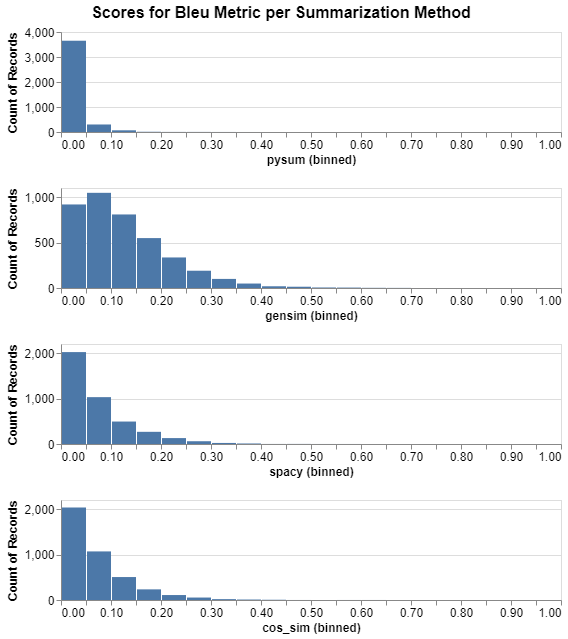 Scores for Bleu Metric per Summarization Method
Count of Records
4,000
3,000
2,000
1,000
0
0.00 0.10 0.20 0.30 0.40 0.50 0.60 0.70 0.80 0.90 1.00
pysum (binned)
Count of Records
1,000
500
0
0.00 0.10 0.20 0.30 0.40 0.50 0.60 0.70 0.80 0.90 1.00
gensim (binned)
Count of Records
2,000
1,000
0
0.00 0.10 0.20 0.30 0.40 0.50 0.60 0.70 0.80 0.90 1.00
spacy (binned)
Count of Records
2,000
1,000
0
0.00 0.10 0.20 0.30 0.40 0.50 0.60 0.70 0.80 0.90 1.00
cos_sim (binned)